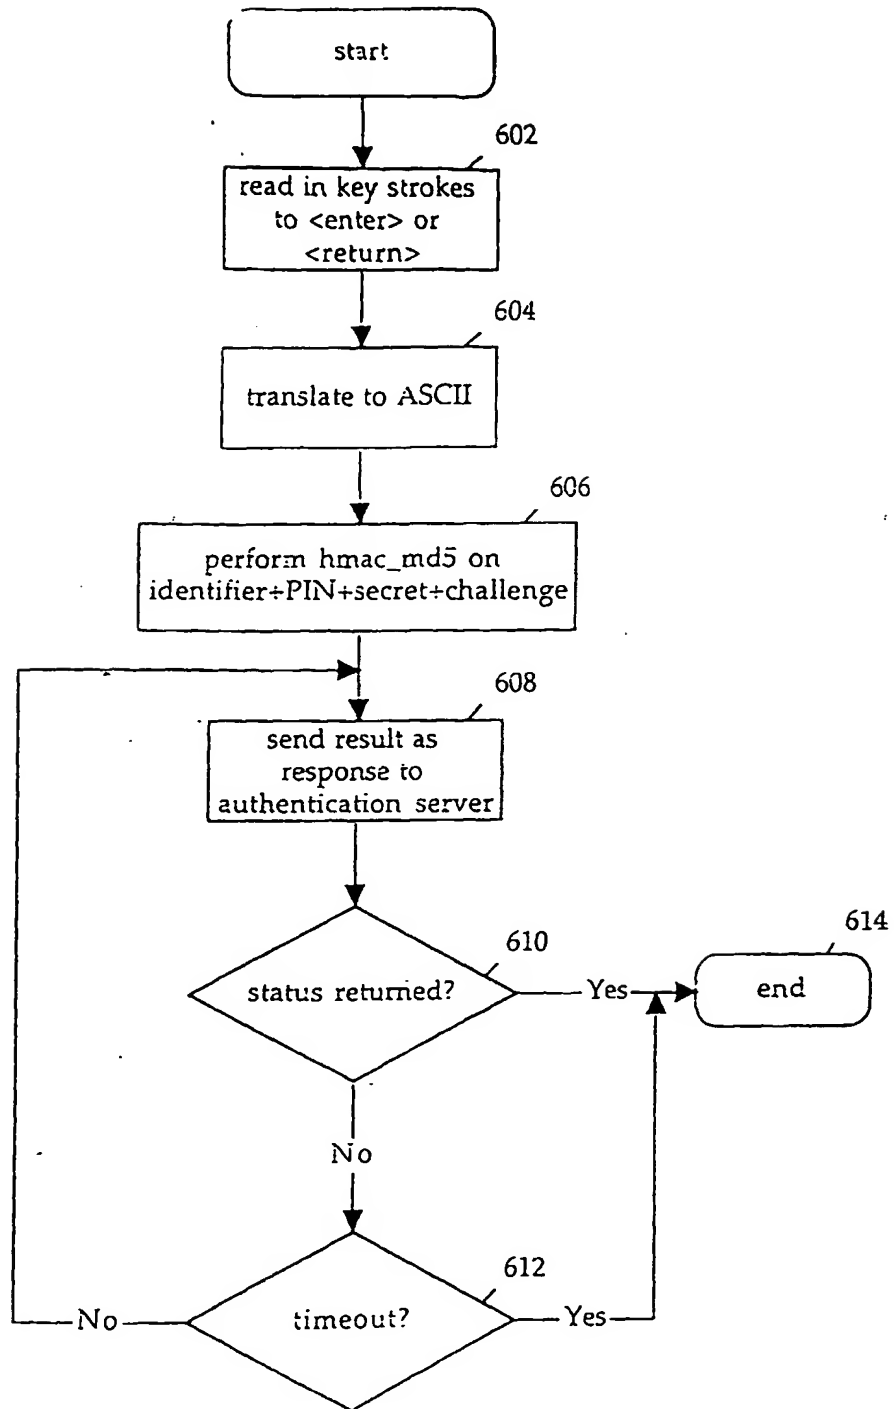 start
602
read in key strokes
to <enter> or
<return>
604
translate to ASCII
606
perform hmac_md5 on
identifier+PIN+secret+challenge
608
send result as
response to
authentication server
610
status returned?
Yes
614
end
No
612
timeout?
No
Yes